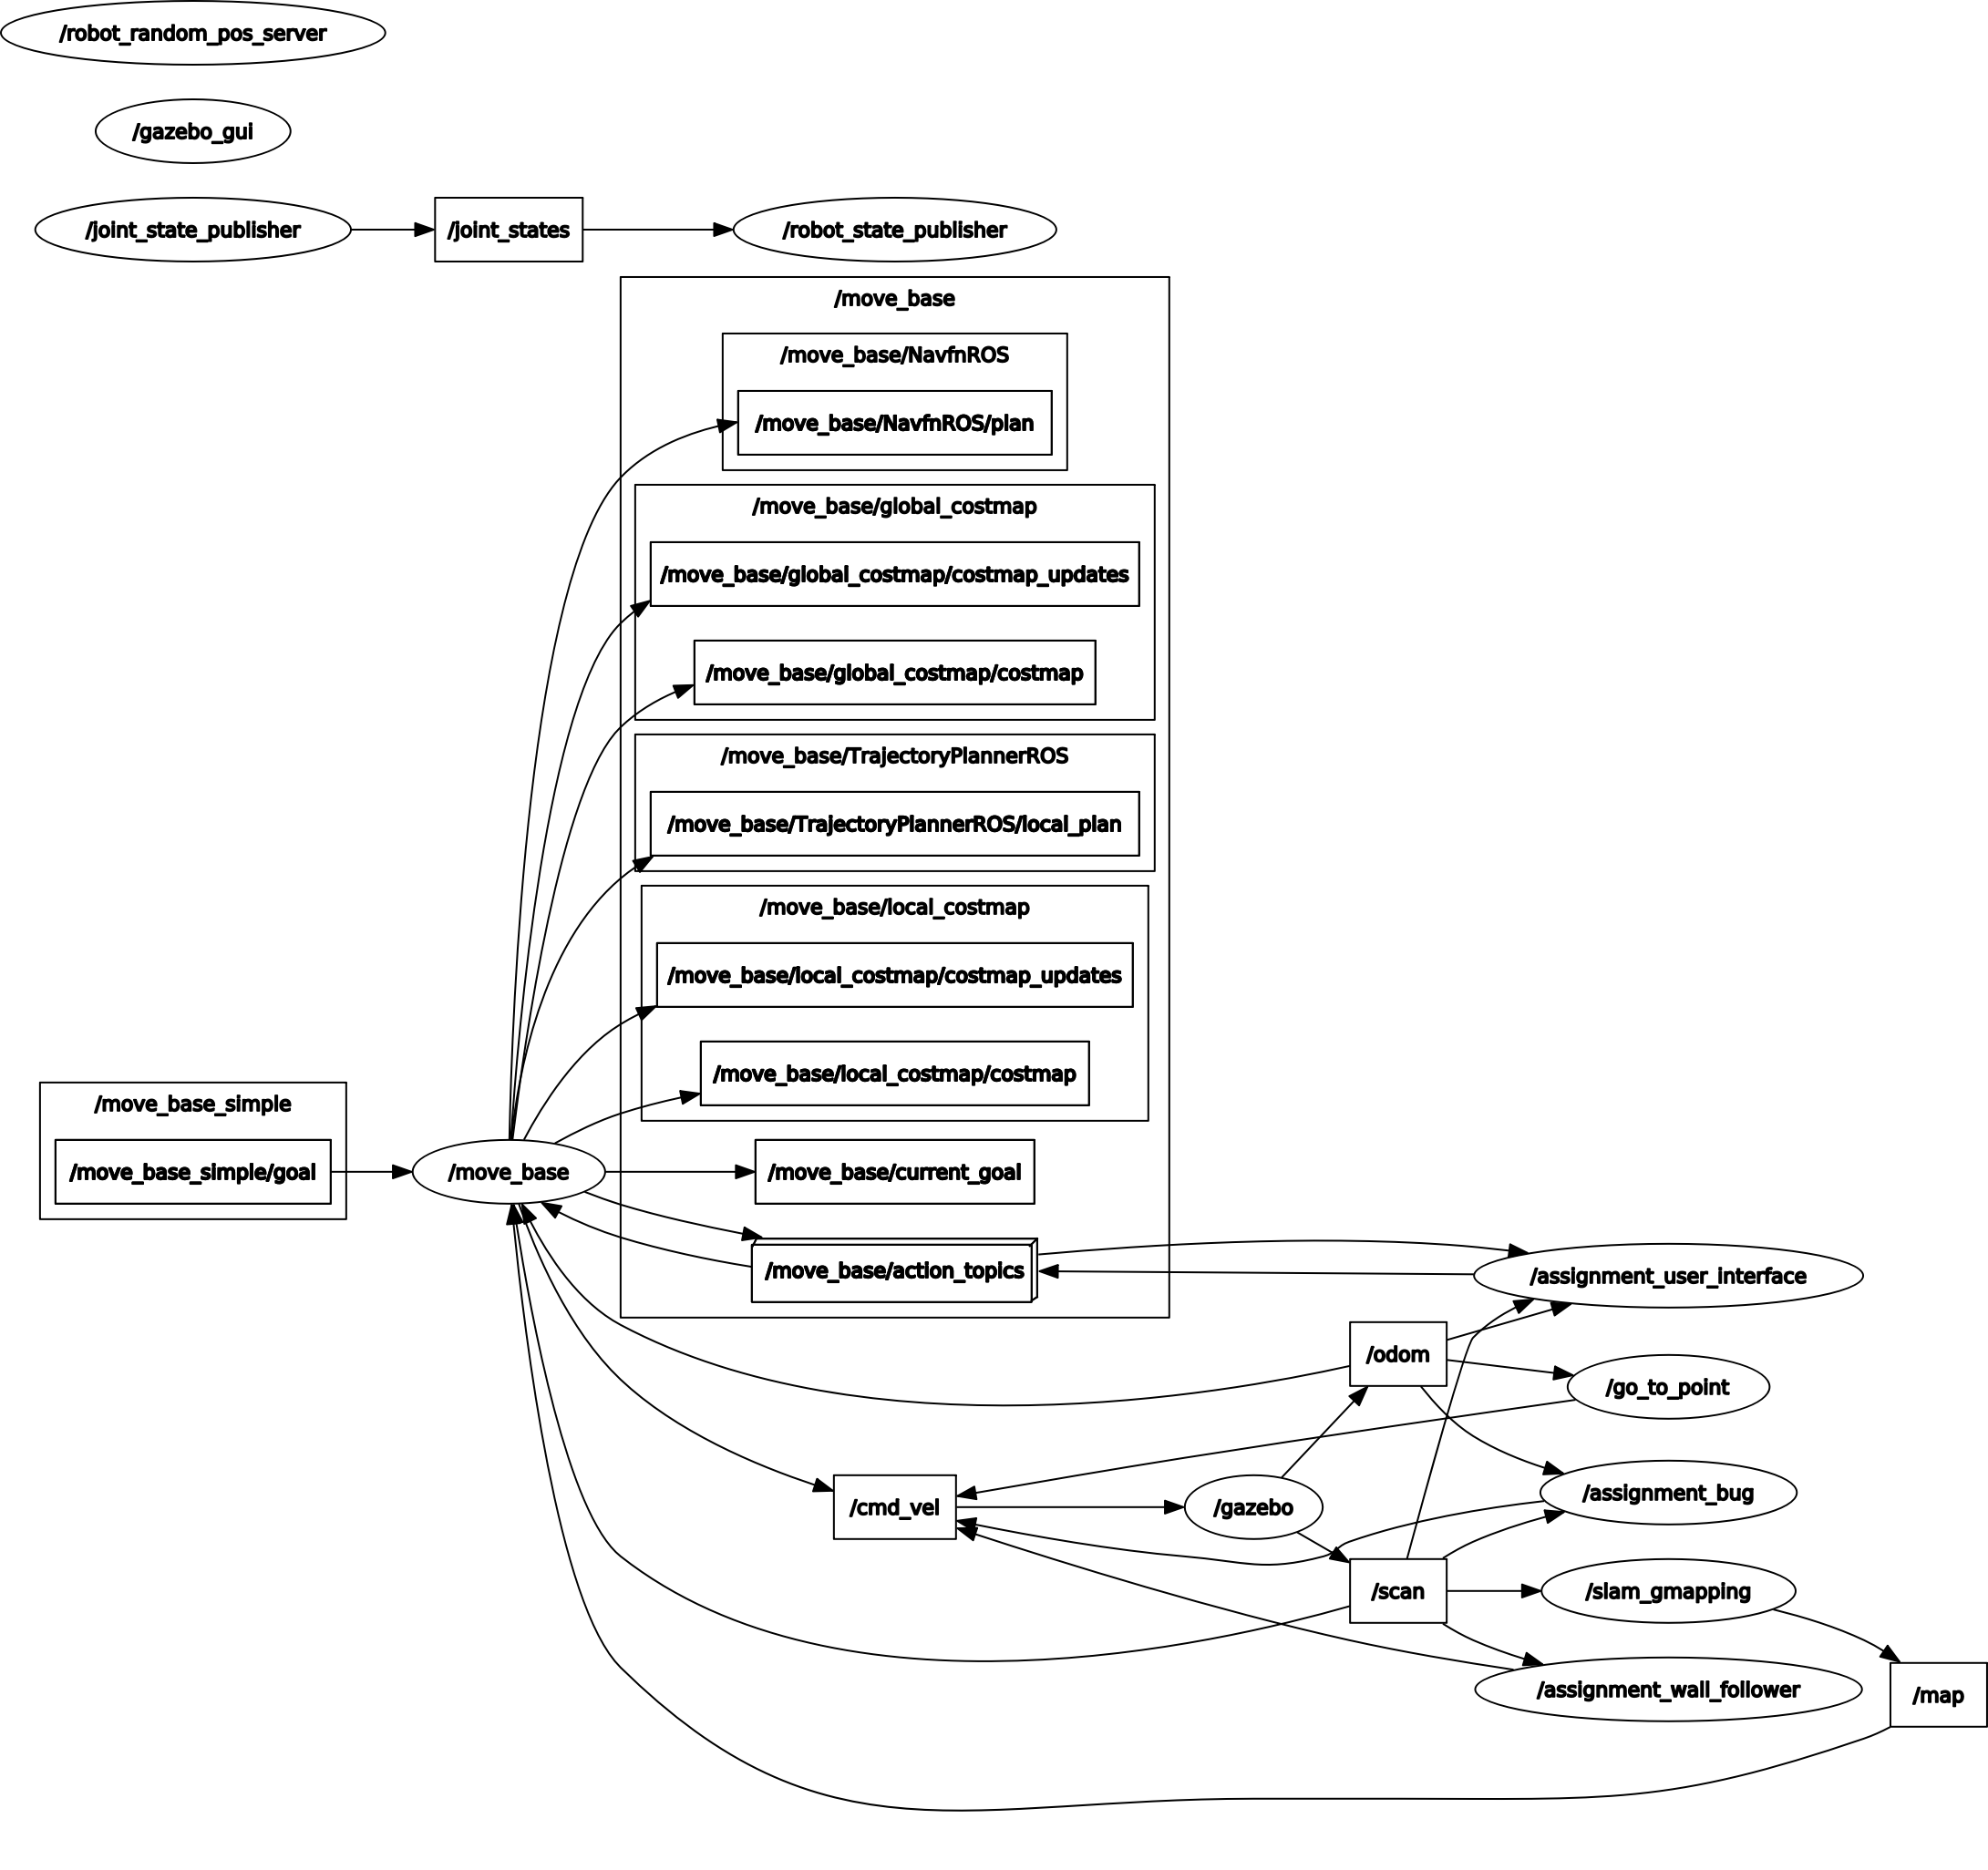 /robot_random_pos_server
/gazebo_gui
/joint_state_publisher
/joint_states
/robot_state_publisher
/move_base
/move_base/NavfnROS
/move_base/NavfnROS/plan
/move_base/global_costmap
/move_base/global_costmap/costmap_updates
/move_base/global_costmap/costmap
/move_base/TrajectoryPlannerROS
/move_base/TrajectoryPlannerROS/local_plan
/move_base/local_costmap
/move_base/local_costmap/costmap_updates
/move_base/local_costmap/costmap
/move_base_simple
/move_base_simple/goal
/move_base
/move_base/current_goal
/move_base/action_topics
/assignment_user_interface
/odom
/go_to_point
/cmd_vel
/gazebo
/assignment_bug
/scan
/slam_gmapping
/assignment_wall_follower
/map